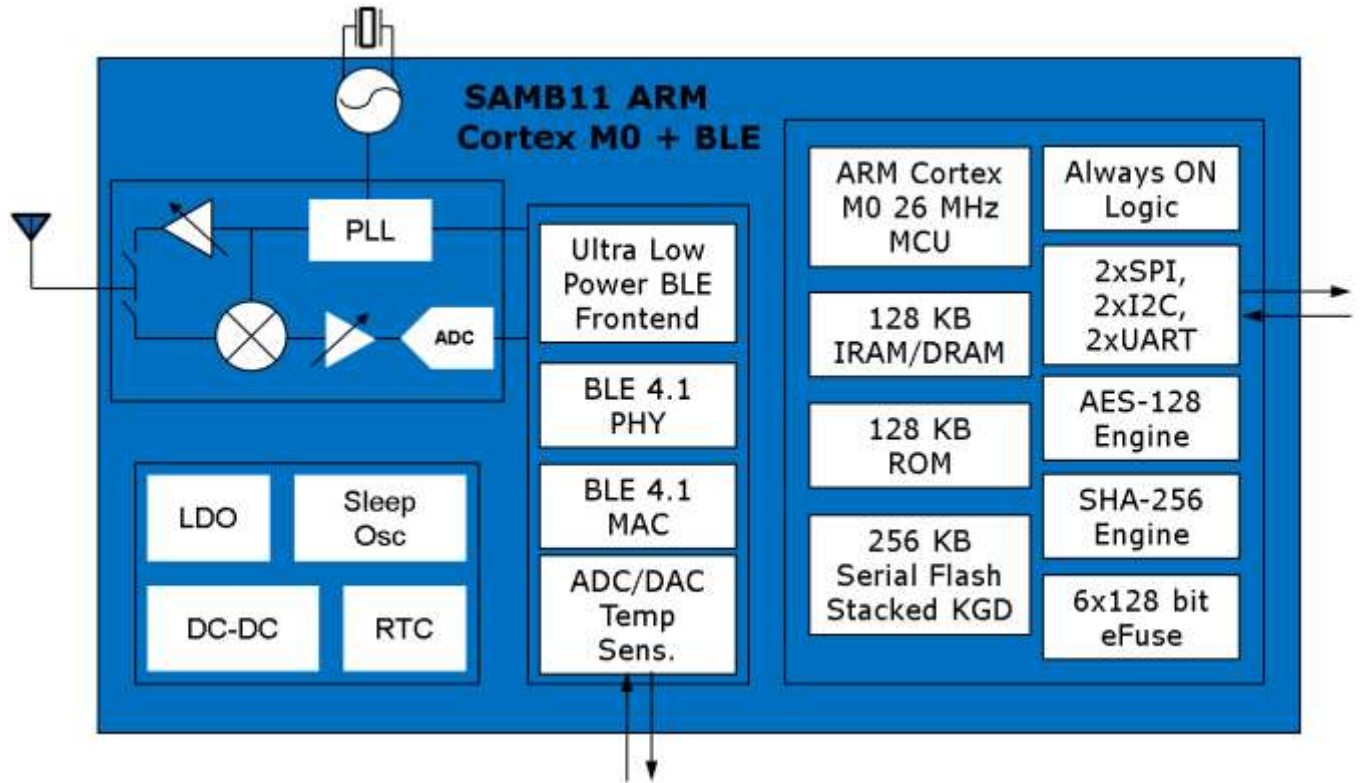 SAMB11 ARM
Cortex M0 + BLE
PLL
ADC
LDO
Sleep
Osc
DC-DC
RTC
Ultra Low
Power BLE
Frontend
BLE 4.1
PHY
BLE 4.1
MAC
ADC/DAC
Temp
Sens.
ARM Cortex
M0 26 MHz
MCU
128 KB
IRAM/DRAM
128 KB
ROM
256 KB
Serial Flash
Stacked KGD
Always ON
Logic
2xSPI,
2xI2C,
2xUART
AES-128
Engine
SHA-256
Engine
6x128 bit
eFuse